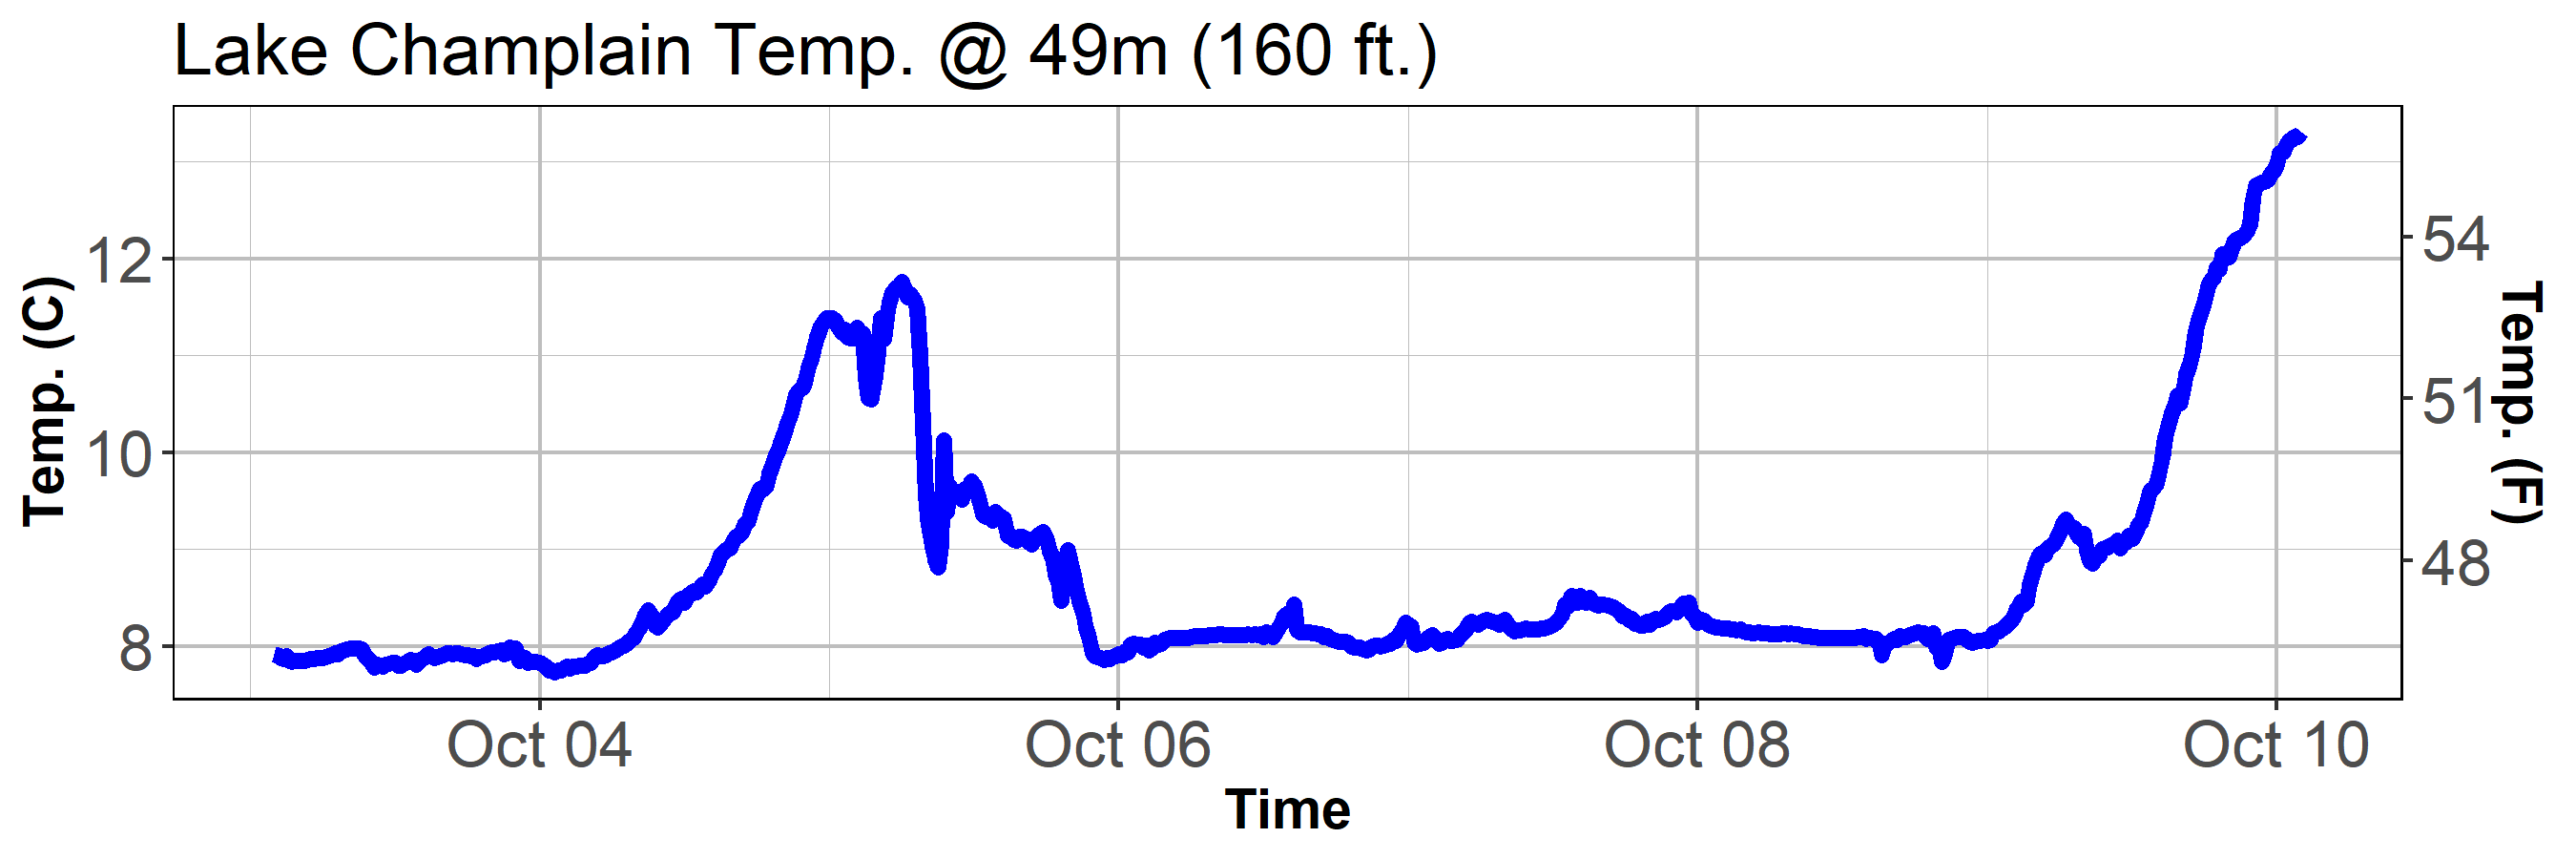 Lake Champlain Temp. @ 49m (160 ft.)
Temp. (C)
12
10
8
54
51
48
Temp. (F)
Oct 04 Oct 06 Oct 08 Oct 10
Time